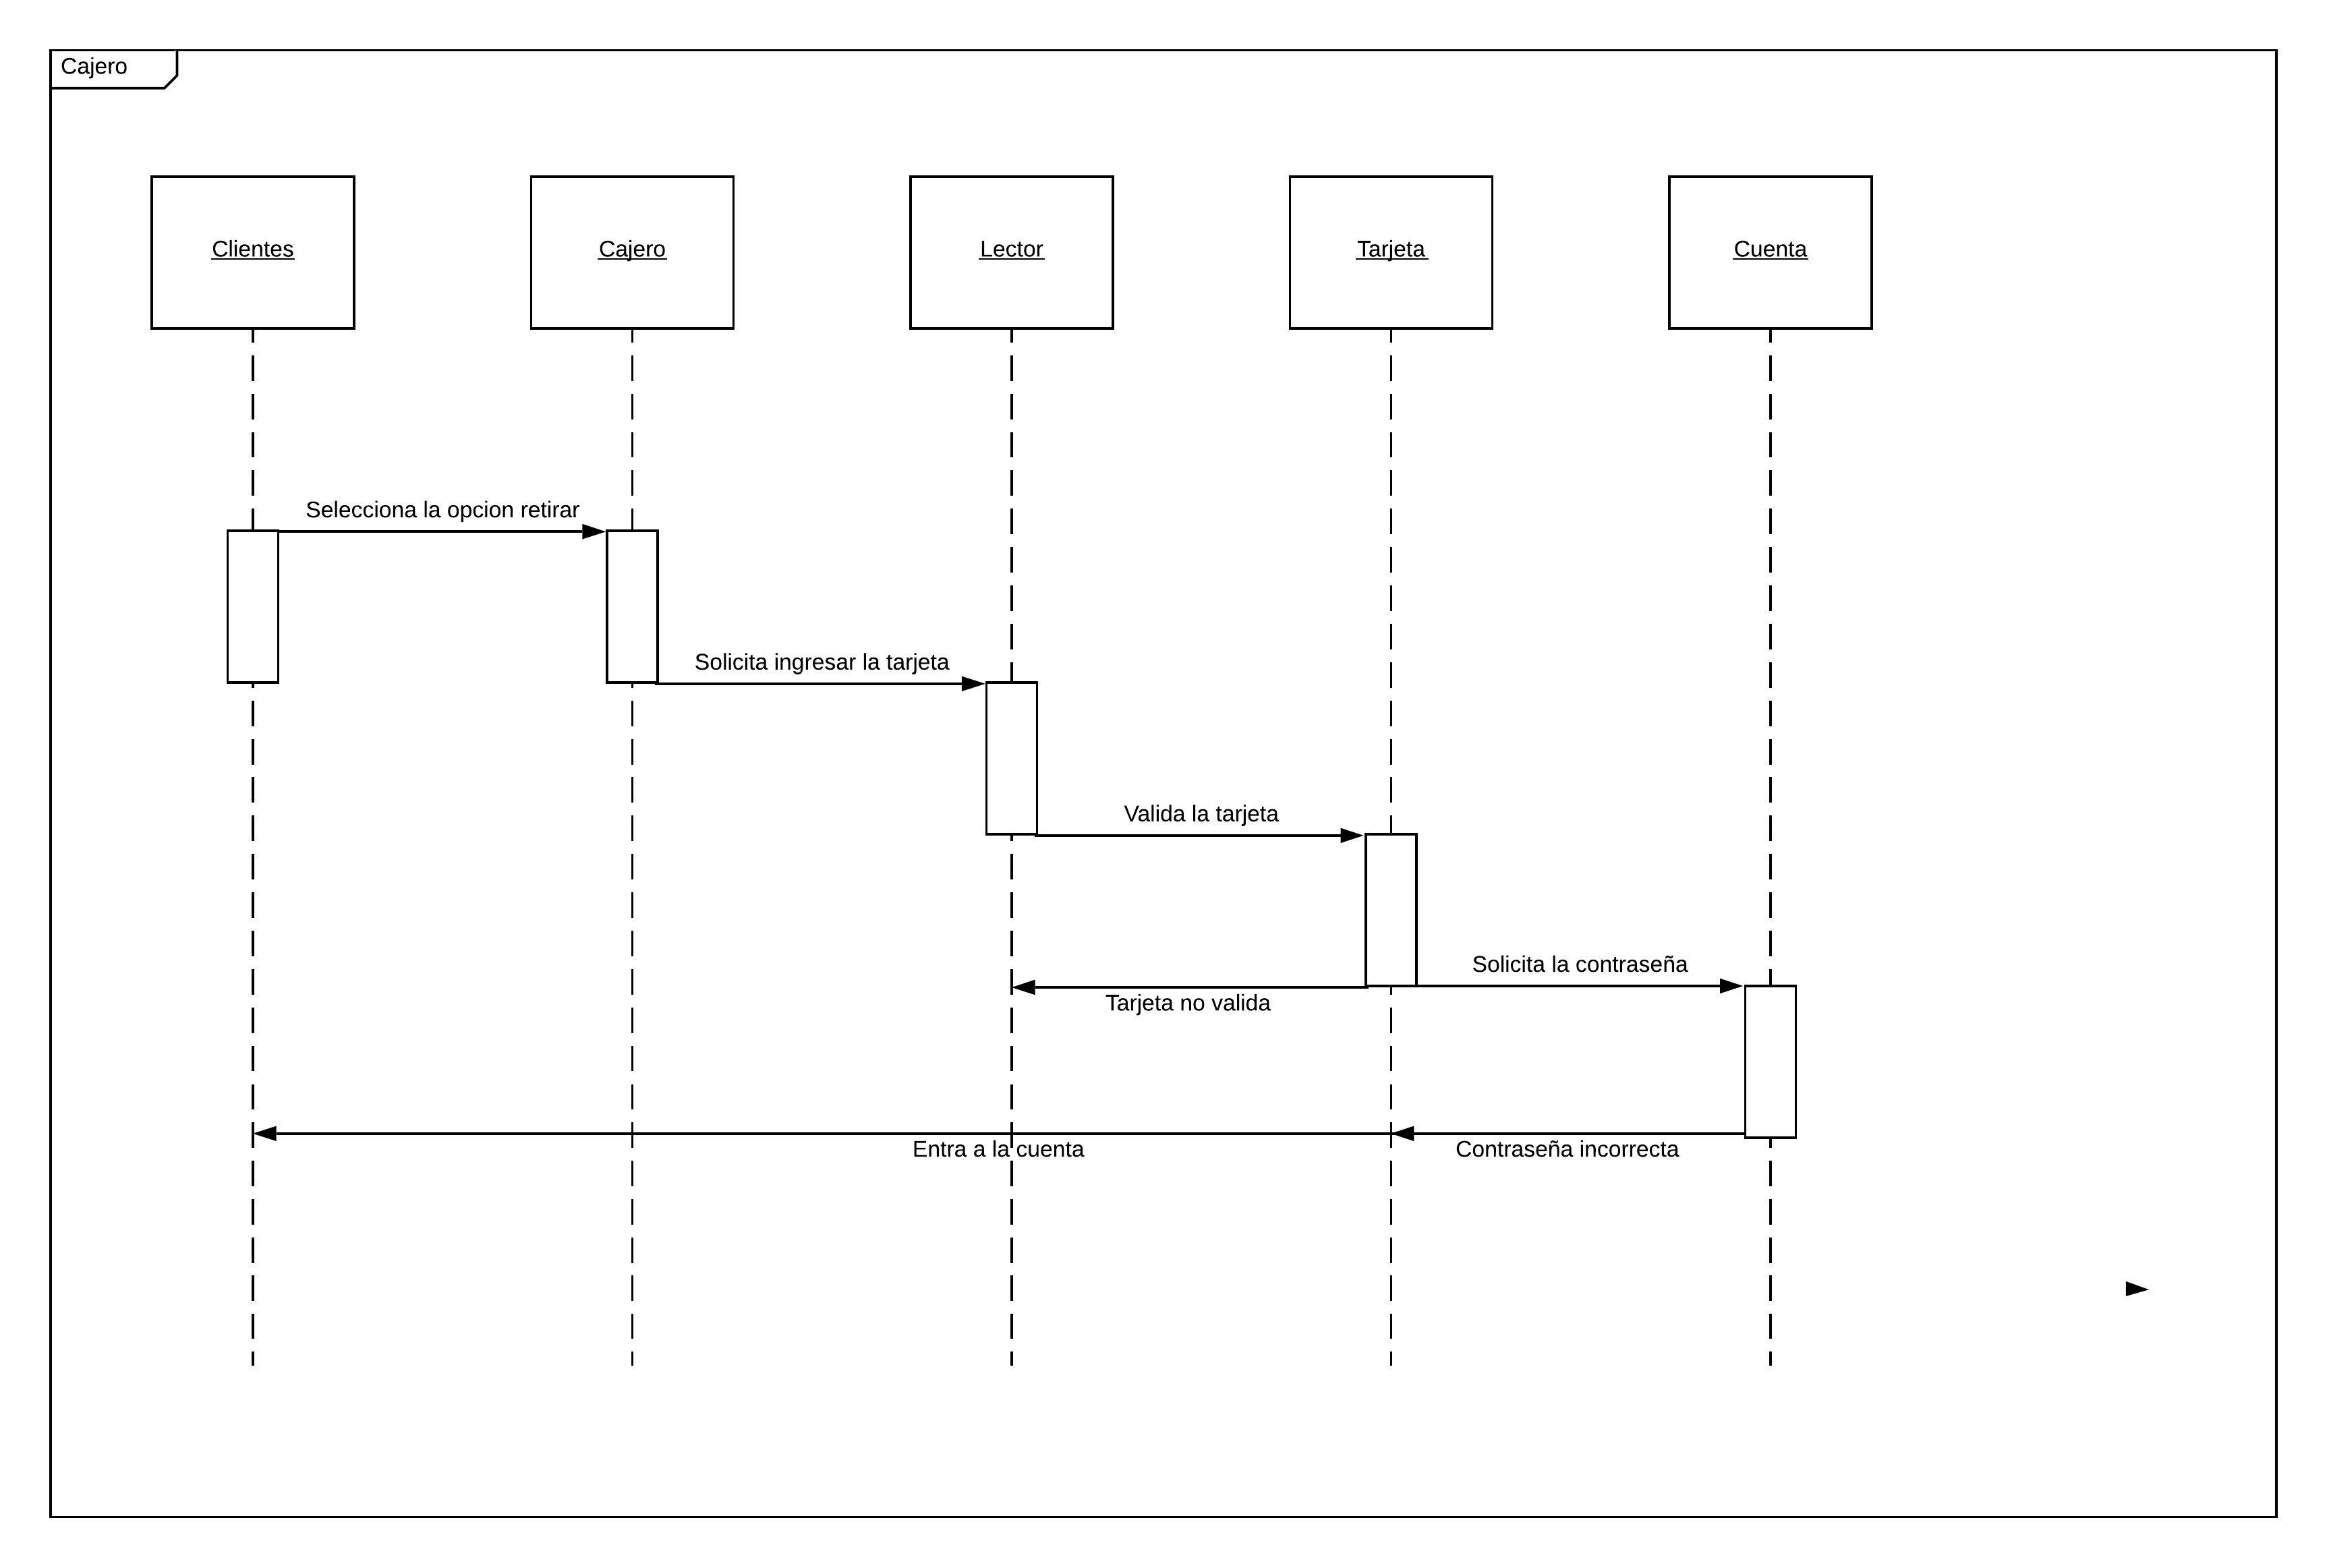 Cajero
Clientes
Cajero
Lector
Tarjeta
Cuenta
Selecciona la opcion retirar
Solicita ingresar la tarjeta
Valida la tarjeta
Solicita la contraseña
Tarjeta no valida
Entra a la cuenta
Contraseña incorrecta